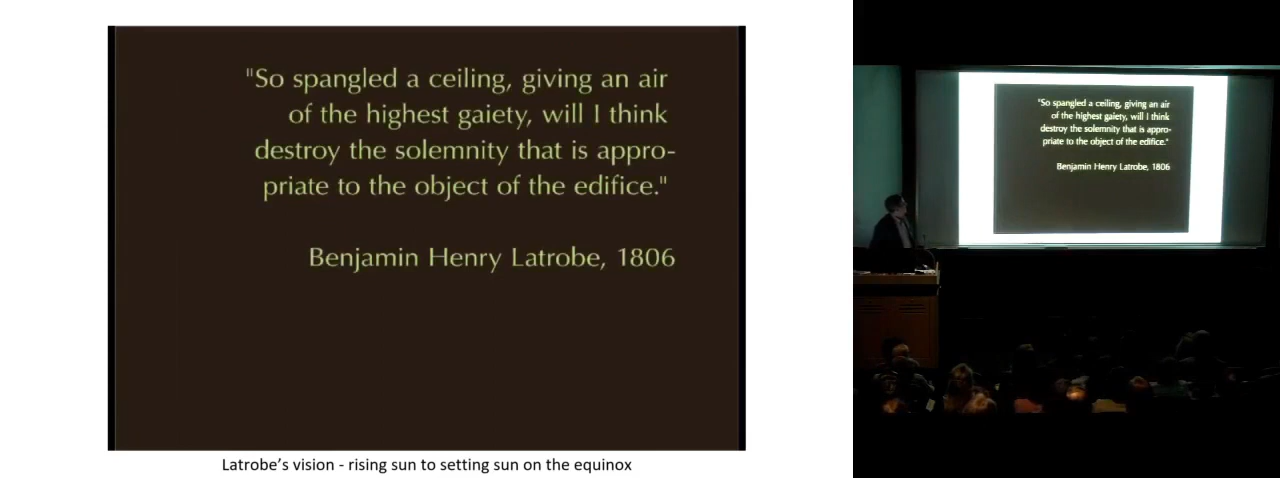 "So spangled a ceiling, giving an air
of the highest gaiety, will I think
destroy the solemnity that is appro-
priate to the object of the edifice."
Benjamin Henry Latrobe, 1806
Latrobe’s vision - rising sun to setting sun on the equinox
"So spangled a ceiling, giving an air
of the highest gaiety, will I think
destroy the solemnity that is appro-
priate to the object of the edifice."
Benjamin Henry Latrobe, 1806